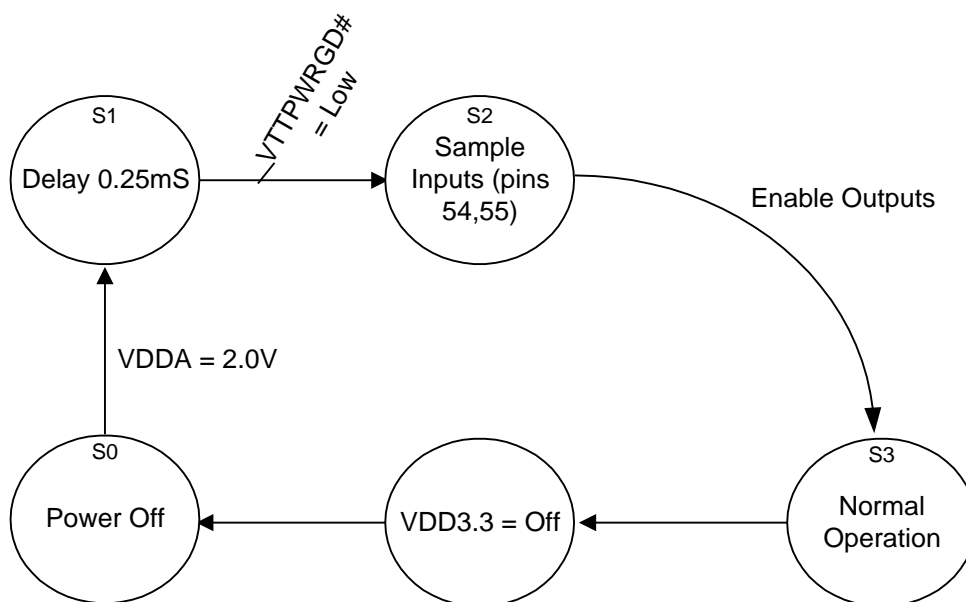 VTTPWRGD#
= Low
S1
Delay 0.25mS
S2
Sample
Inputs (pins
54,55)
Enable Outputs
VDDA = 2.0V
S0
Power Off
VDD3.3 = Off
S3
Normal
Operation